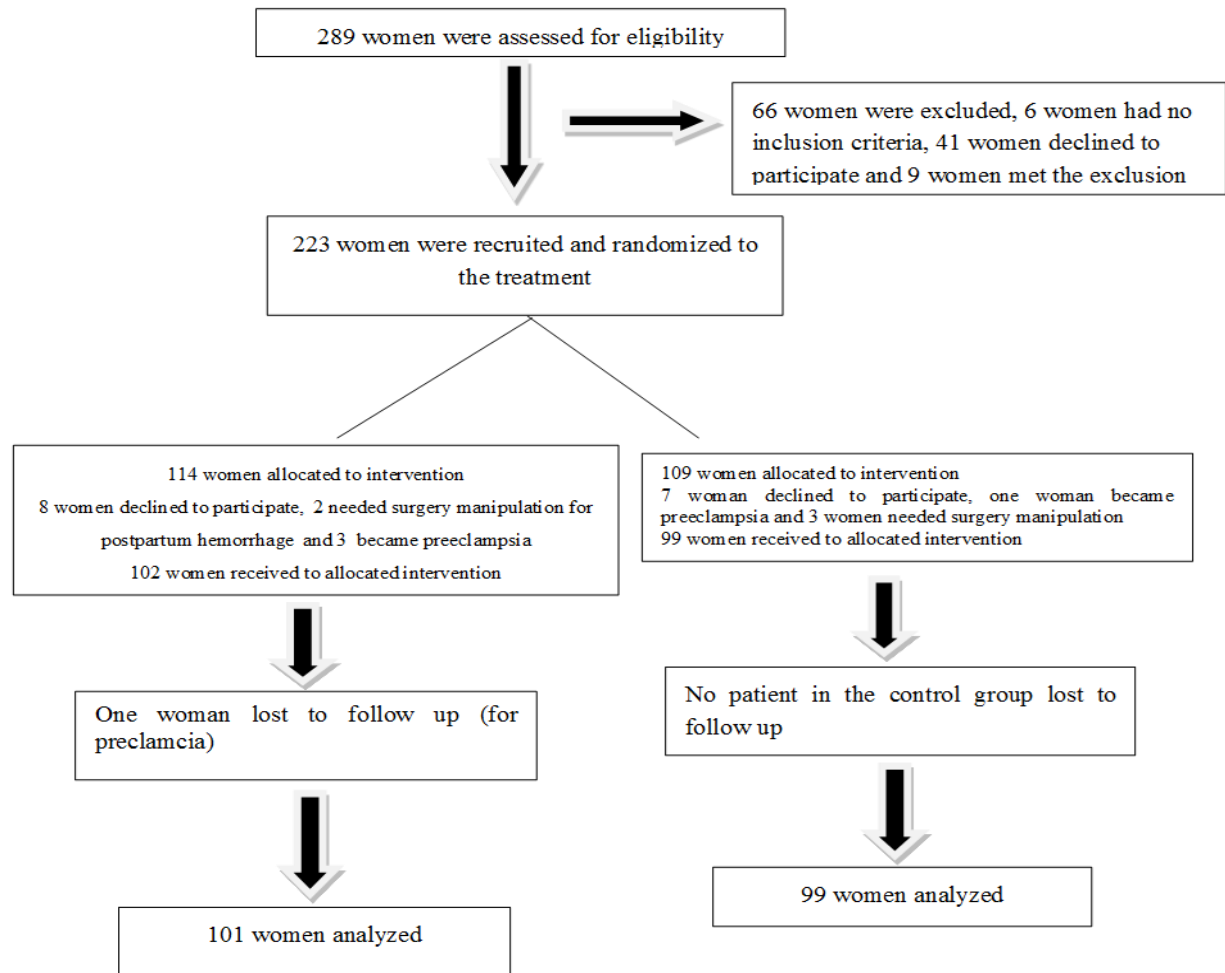 289 women were assessed for eligibility
66 women were excluded, 6 women had no
inclusion criteria, 41 women declined to
participate and 9 women met the exclusion
223 women were recruited and randomized to
the treatment
114 women allocated to intervention
8 women declined to participate, 2 needed surgery manipulation for
postpartum hemorrhage and 3 became preeclampsia
102 women received to allocated intervention
109 women allocated to intervention
7 woman declined to participate, one woman became
preeclampsia and 3 women needed surgery manipulation
99 women received to allocated intervention
One woman lost to follow up (for
preclamcia)
No patient in the control group lost to
follow up
101 women analyzed
99 women analyzed